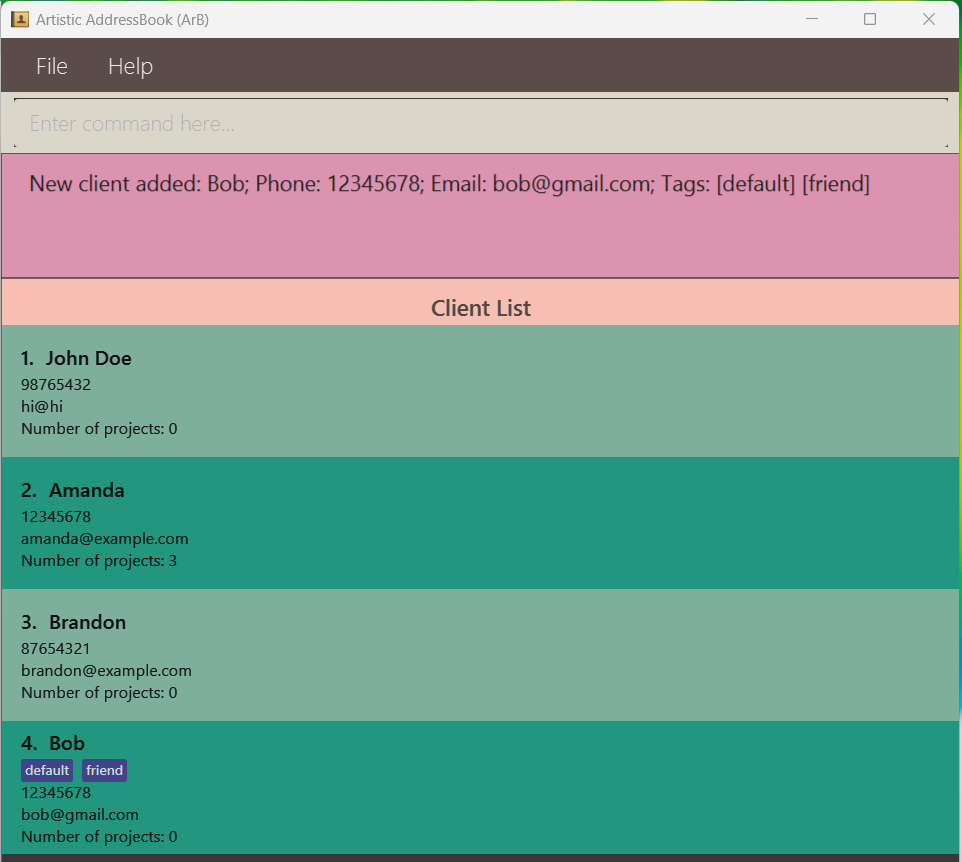 Artistic AddressBook (ArB)
File Help
Enter command here...
New client added: Bob; Phone: 12345678; Email: bob@gmail.com; Tags: [default] [friend]
Client List
1. John Doe
98765432
hi@hi
Number of projects: 0
2. Amanda
12345678
amanda@example.com
Number of projects: 3
3. Brandon
87654321
brandon@example.com
Number of projects: 0
4. Bob
default friend
12345678
bob@gmail.com
Number of projects: 0